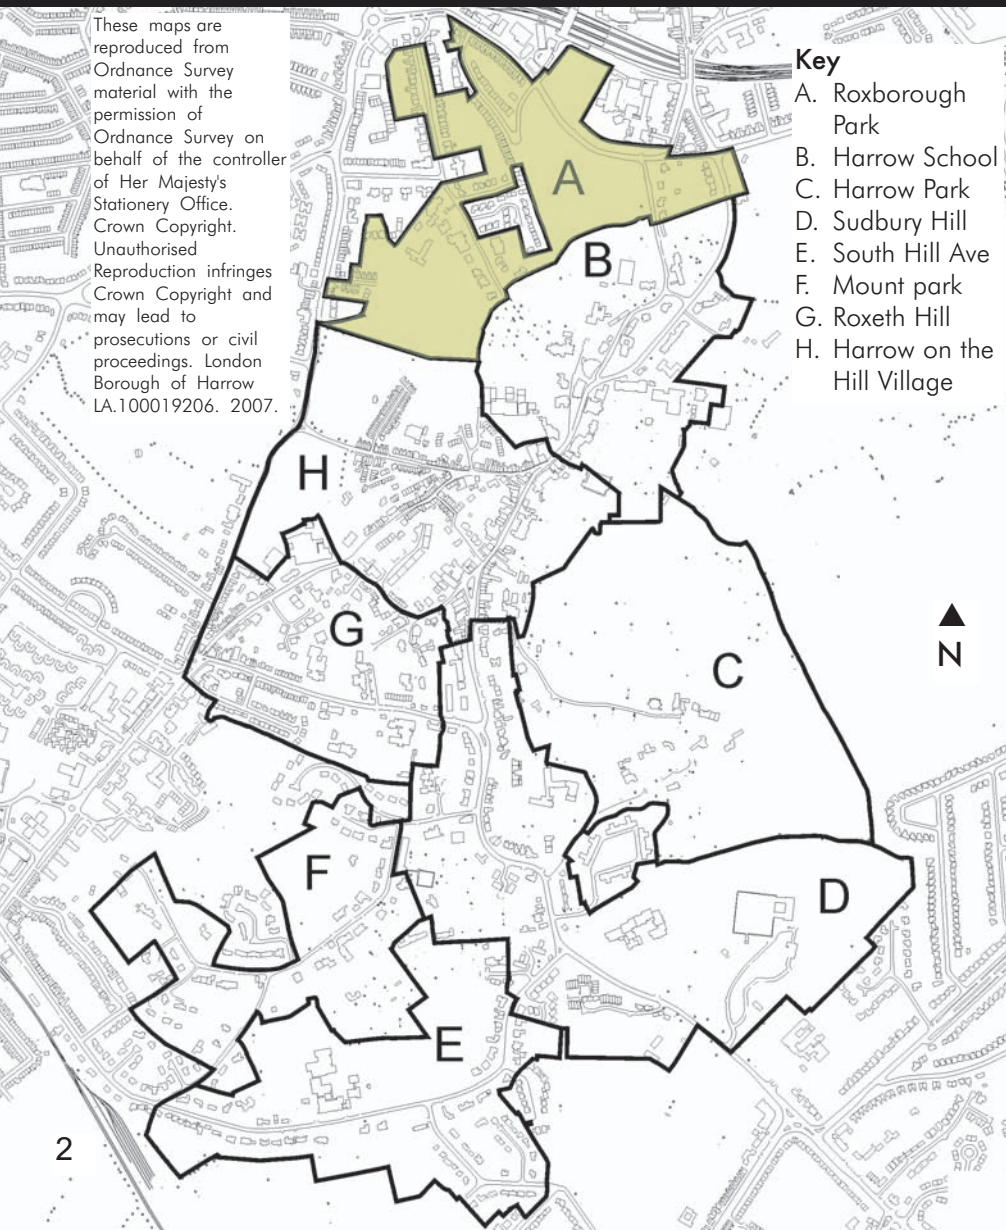 These maps are
reproduced from
Ordnance Survey
material with the
permission of
Ordnance Survey on
behalf of the controller
of Her Majesty's
Stationery Office.
Crown Copyright.
Unauthorised
Reproduction infringes
Crown Copyright and
may lead to
prosecutions or civil
proceedings. London
Borough of Harrow
LA.100019206. 2007.
Key
A. Roxborough
Park
B. Harrow School
C. Harrow Park
D. Sudbury Hill
E. South Hill Ave
F. Mount park
G. Roxeth Hill
H. Harrow on the
Hill Village
A
B
H
G
C
N
F
D
E
2